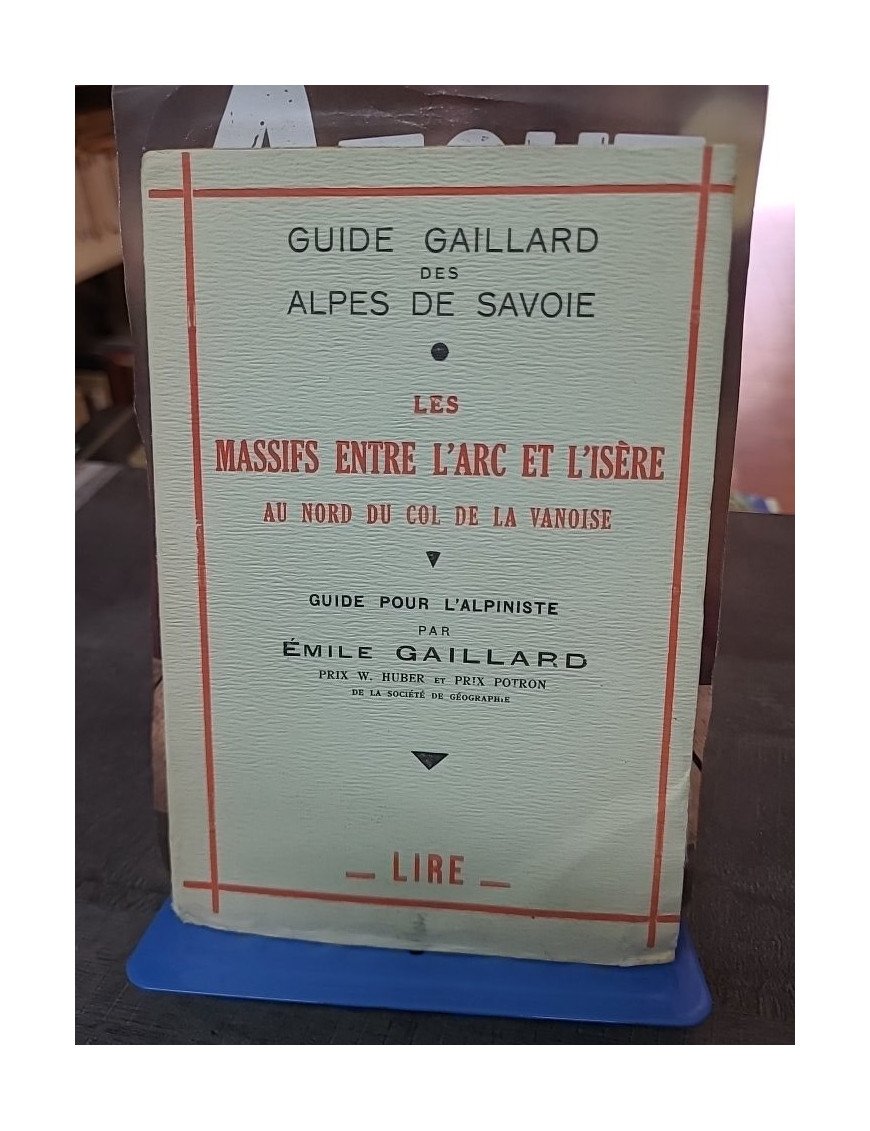 GUIDE GAILLARD
DES
ALPES DE SAVOIE
LES
MASSIFS ENTRE L'ARC ET L'ISÈRE
AU NORD DU COL DE LA VANOISE
GUIDE POUR L'ALPINISTE
PAR
ÉMILE GAILLARD
PRIX W. HUBER ET PRIX POTRON
DE LA SOCIÉTÉ DE GÉOGRAPHIE
— LIRE —